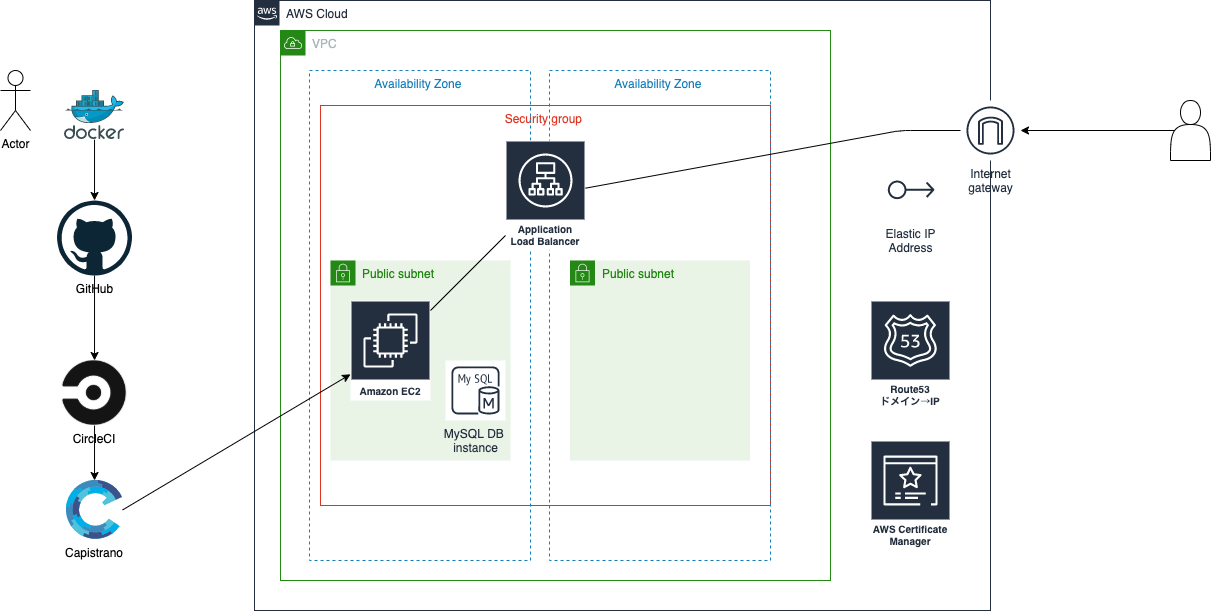 aws
AWS Cloud
VPC
Availability Zone
Availability Zone
Security group
Application
Load Balancer
Public subnet
Public subnet
Amazon EC2
My SQL
M
MySQL DB
instance
Actor
docker
GitHub
CircleCI
Capistrano
Internet
gateway
Elastic IP
Address
53
Route53
ドメイン→IP
AWS Certificate
Manager